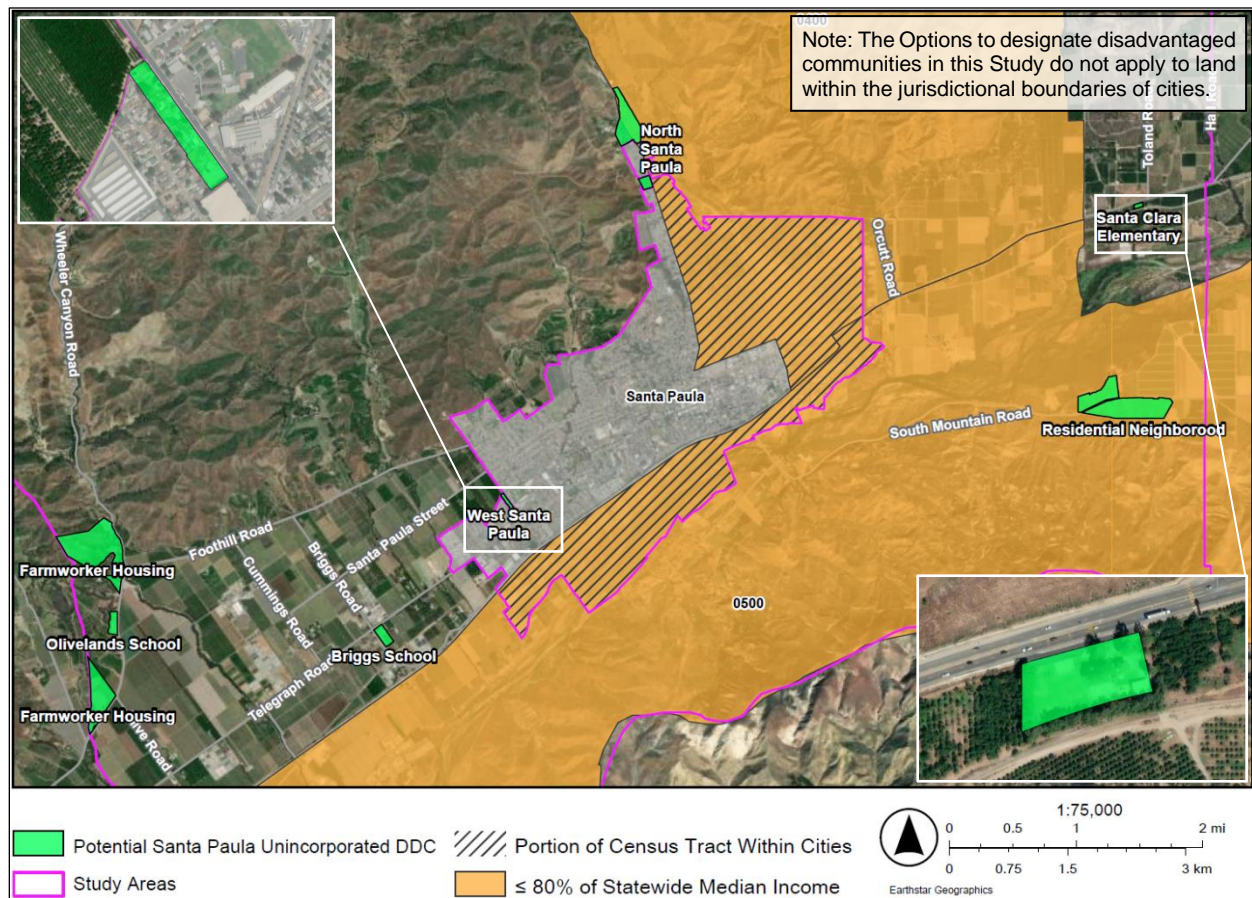 0400
Note: The Options to designate disadvantaged
communities in this Study do not apply to land
within the jurisdictional boundaries of cities.
North
Santa
Paula
Toland Ro
Hall Road
Santa Clara
Elementary
Wheeler Canyon Road
Orcutt Road
Santa Paula
South Mountain Road
Residential Neighborood
West Santa
Paula
Foothill Road
Santa Paula Street
Briggs Road
Cummings Road
Farmworker Housing
0500
Olivelands School
Briggs School
Telegraph Road
Farmworker Housing
Olive Road
Potential Santa Paula Unincorporated DDC
Portion of Census Tract Within Cities
Study Areas
≤ 80% of Statewide Median Income
1:75,000
0 0.5 1 2 mi
0 0.75 1.5 3 km
Earthstar Geographics